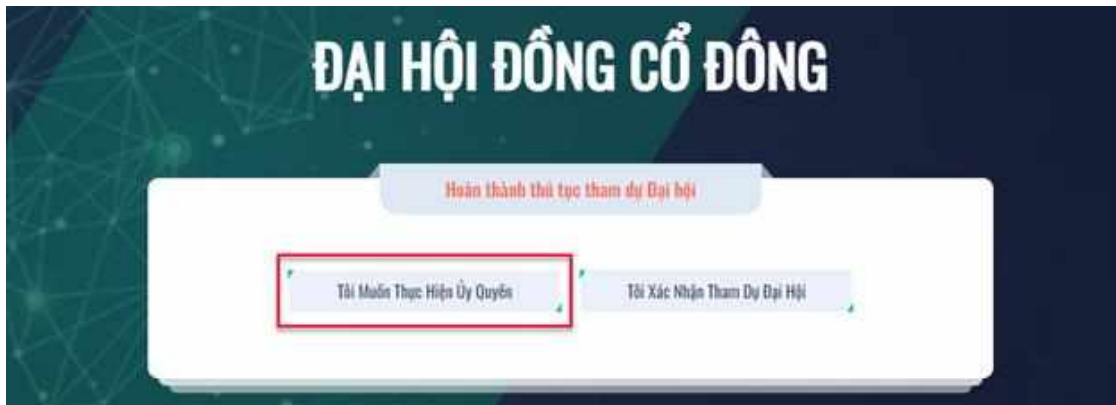 ĐẠI HỘI ĐỒNG CỔ ĐÔNG
Hoàn thành thủ tục tham dự Đại hội
Tôi Muốn Thực Hiện Ủy Quyền
Tôi Xác Nhận Tham Dự Đại Hội